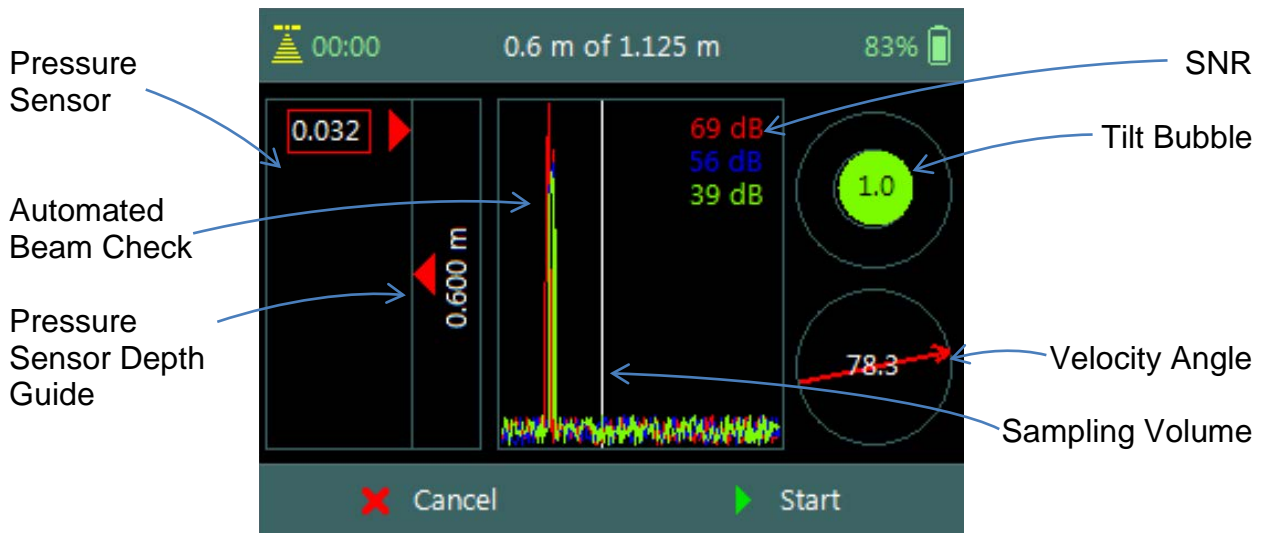 00:00 0.6 m of 1.125 m 83%
Pressure
Sensor
Automated
Beam Check
Pressure
Sensor Depth
Guide
0.032
0.600 m
69 dB
56 dB
39 dB
1.0
78.3
SNR
Tilt Bubble
Velocity Angle
Sampling Volume
Cancel Start